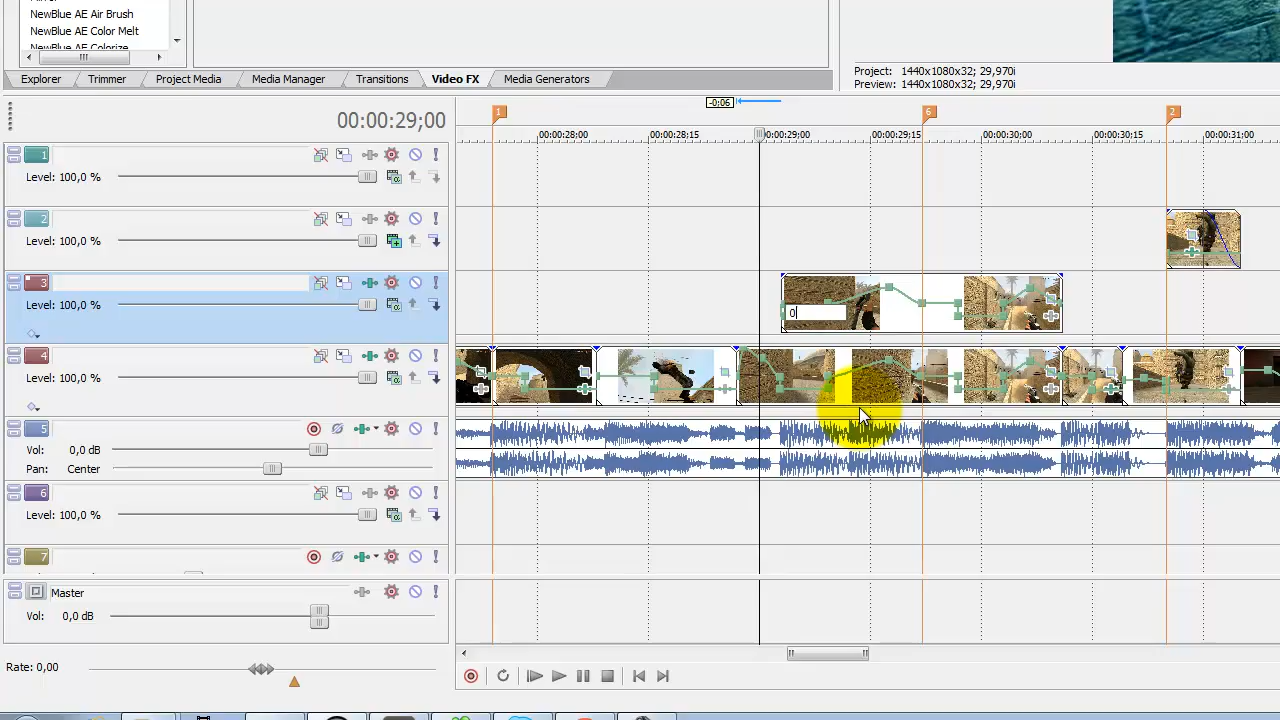 NewBlue AE Air Brush
NewBlue AE Color Melt
NewBlue AE Colorize
Explorer
Trimmer
Project Media
Media Manager
Transitions
Video FX
Media Generators
Project: 1440x1080x32; 29,970i
Preview: 1440x1080x32; 29,970i
00:00:29;00
-0:06
1
6
2
00:00:28;00
00:00:28;15
00:00:29;00
00:00:29;15
00:00:30;00
00:00:30;15
00:00:31;00
1
Level: 100,0 %
2
Level: 100,0 %
3
Level: 100,0 %
0
4
Level: 100,0 %
5
Vol: 0,0 dB
Pan: Center
6
Level: 100,0 %
7
Master
Vol: 0,0 dB
Rate: 0,00